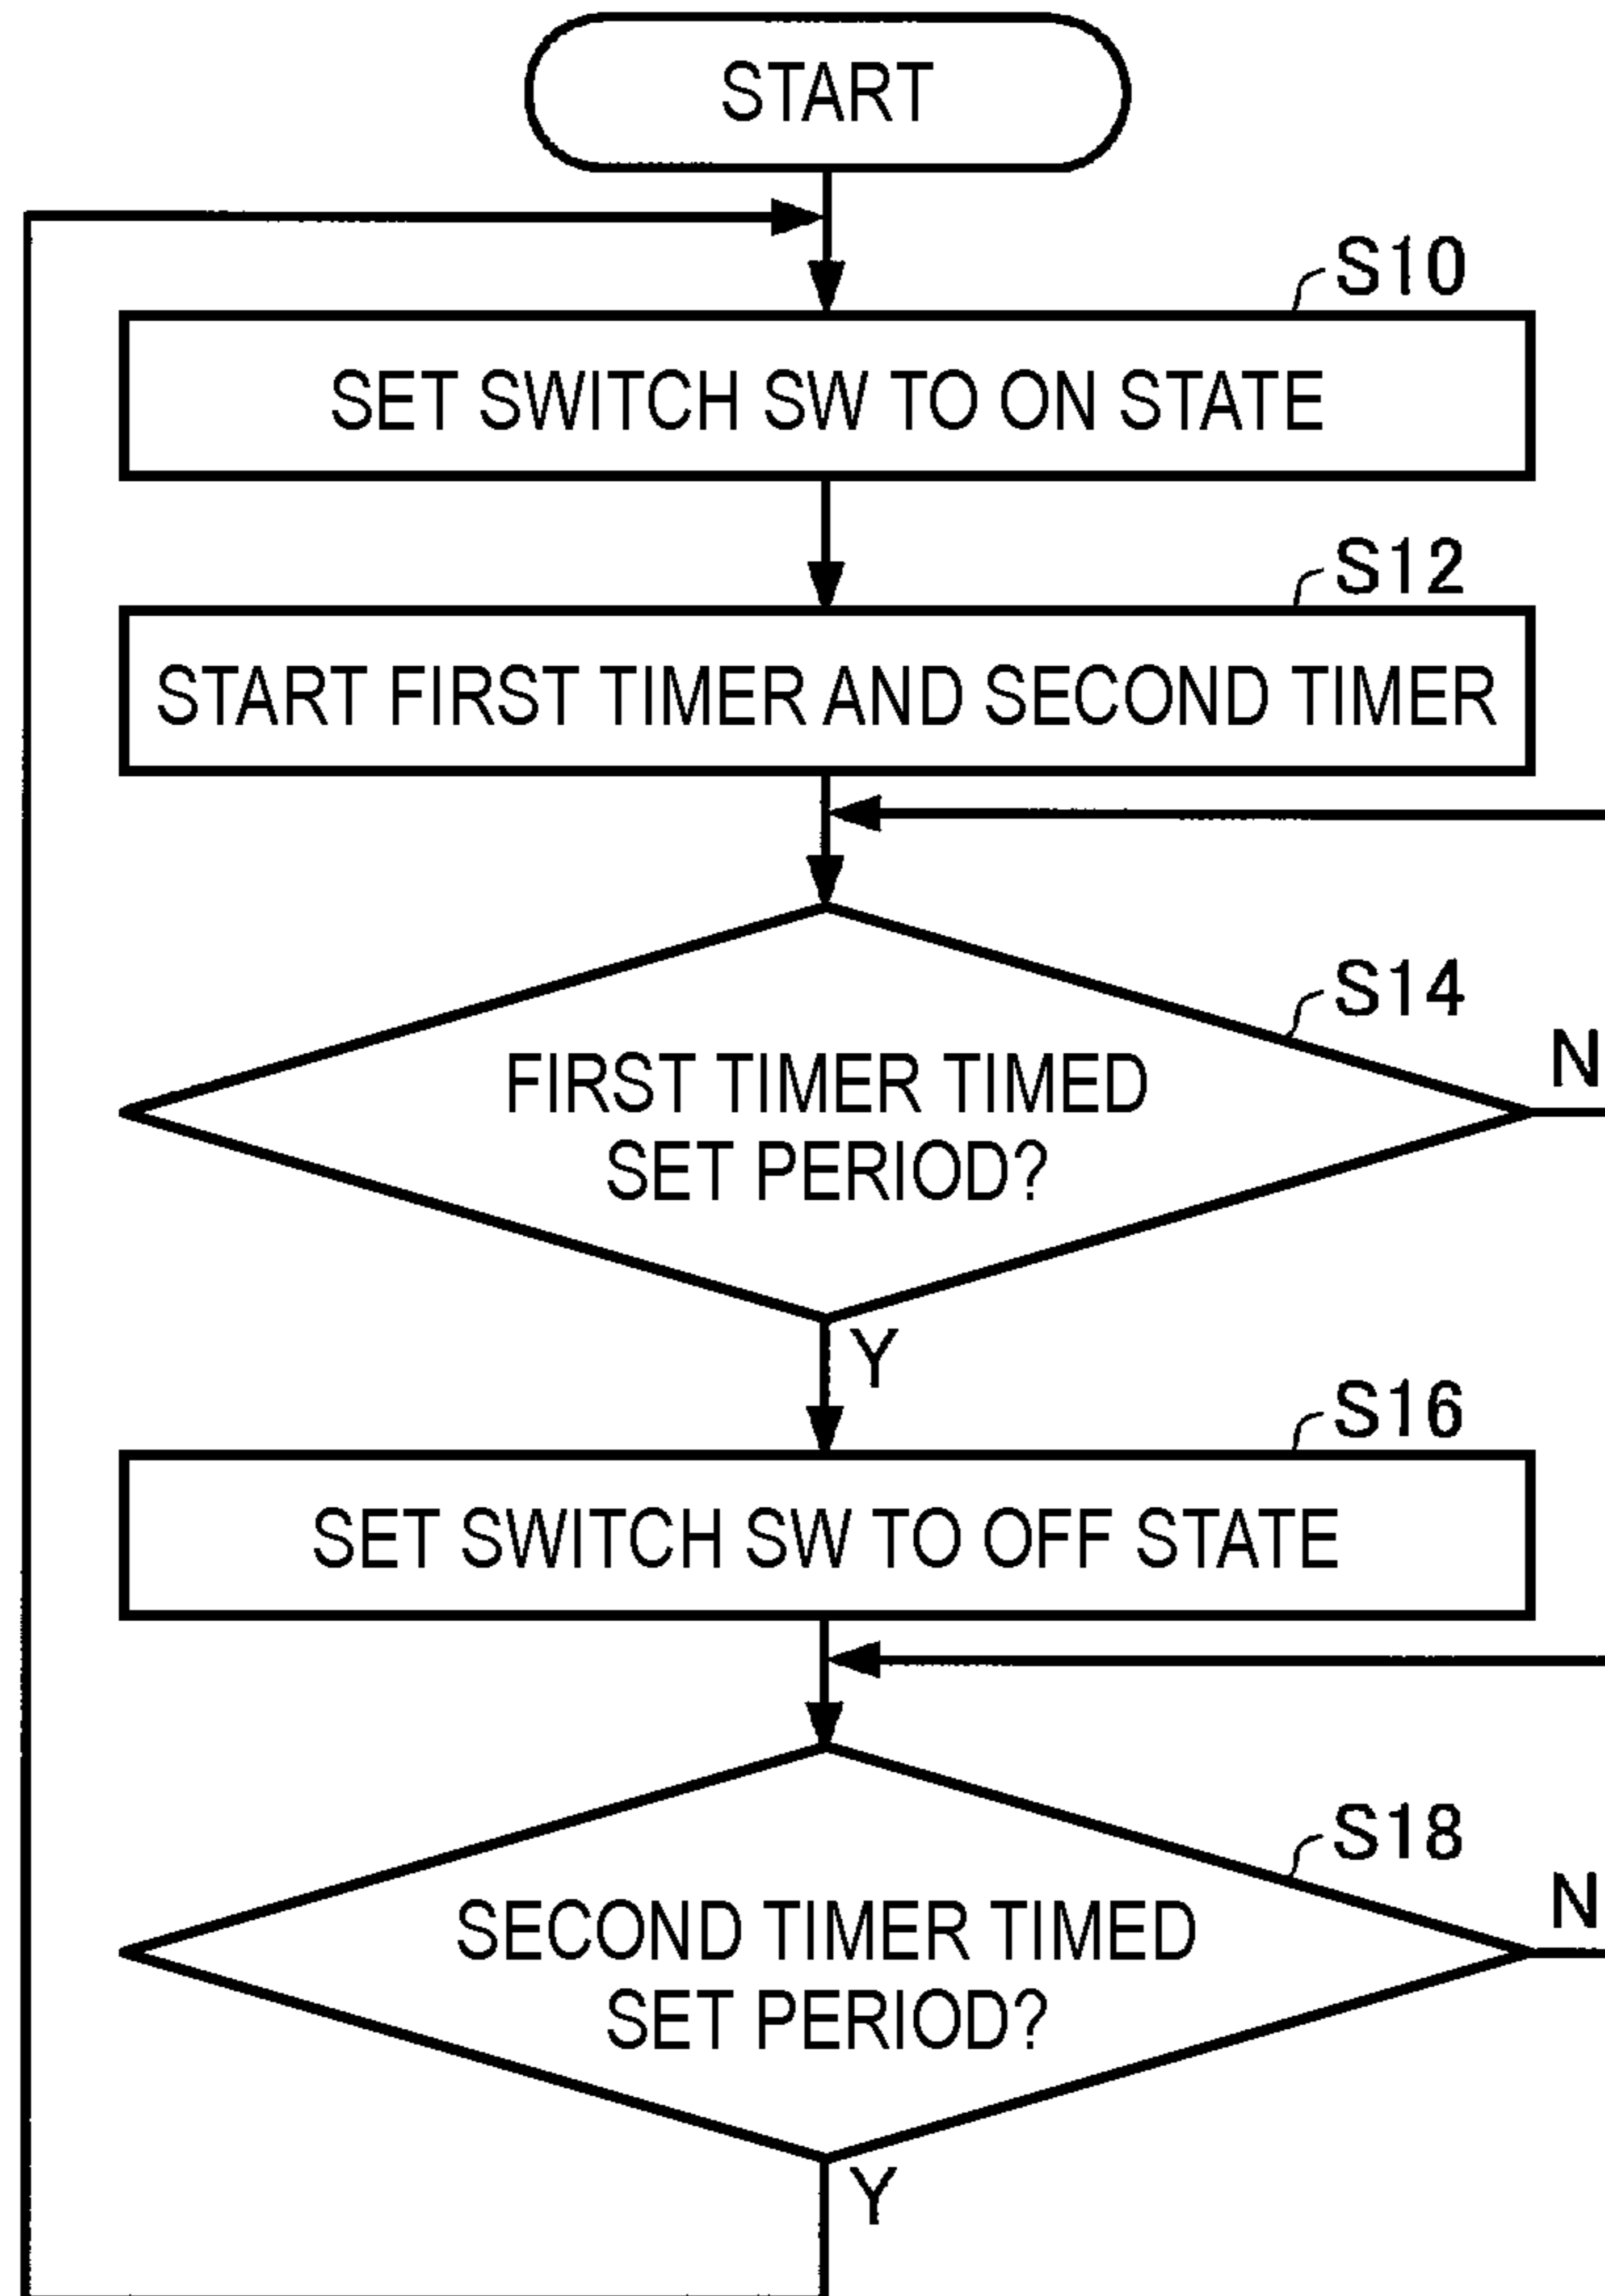 START
S10
SET SWITCH SW TO ON STATE
S12
START FIRST TIMER AND SECOND TIMER
S14
N
FIRST TIMER TIMED
SET PERIOD?
Y
S16
SET SWITCH SW TO OFF STATE
S18
N
SECOND TIMER TIMED
SET PERIOD?
Y